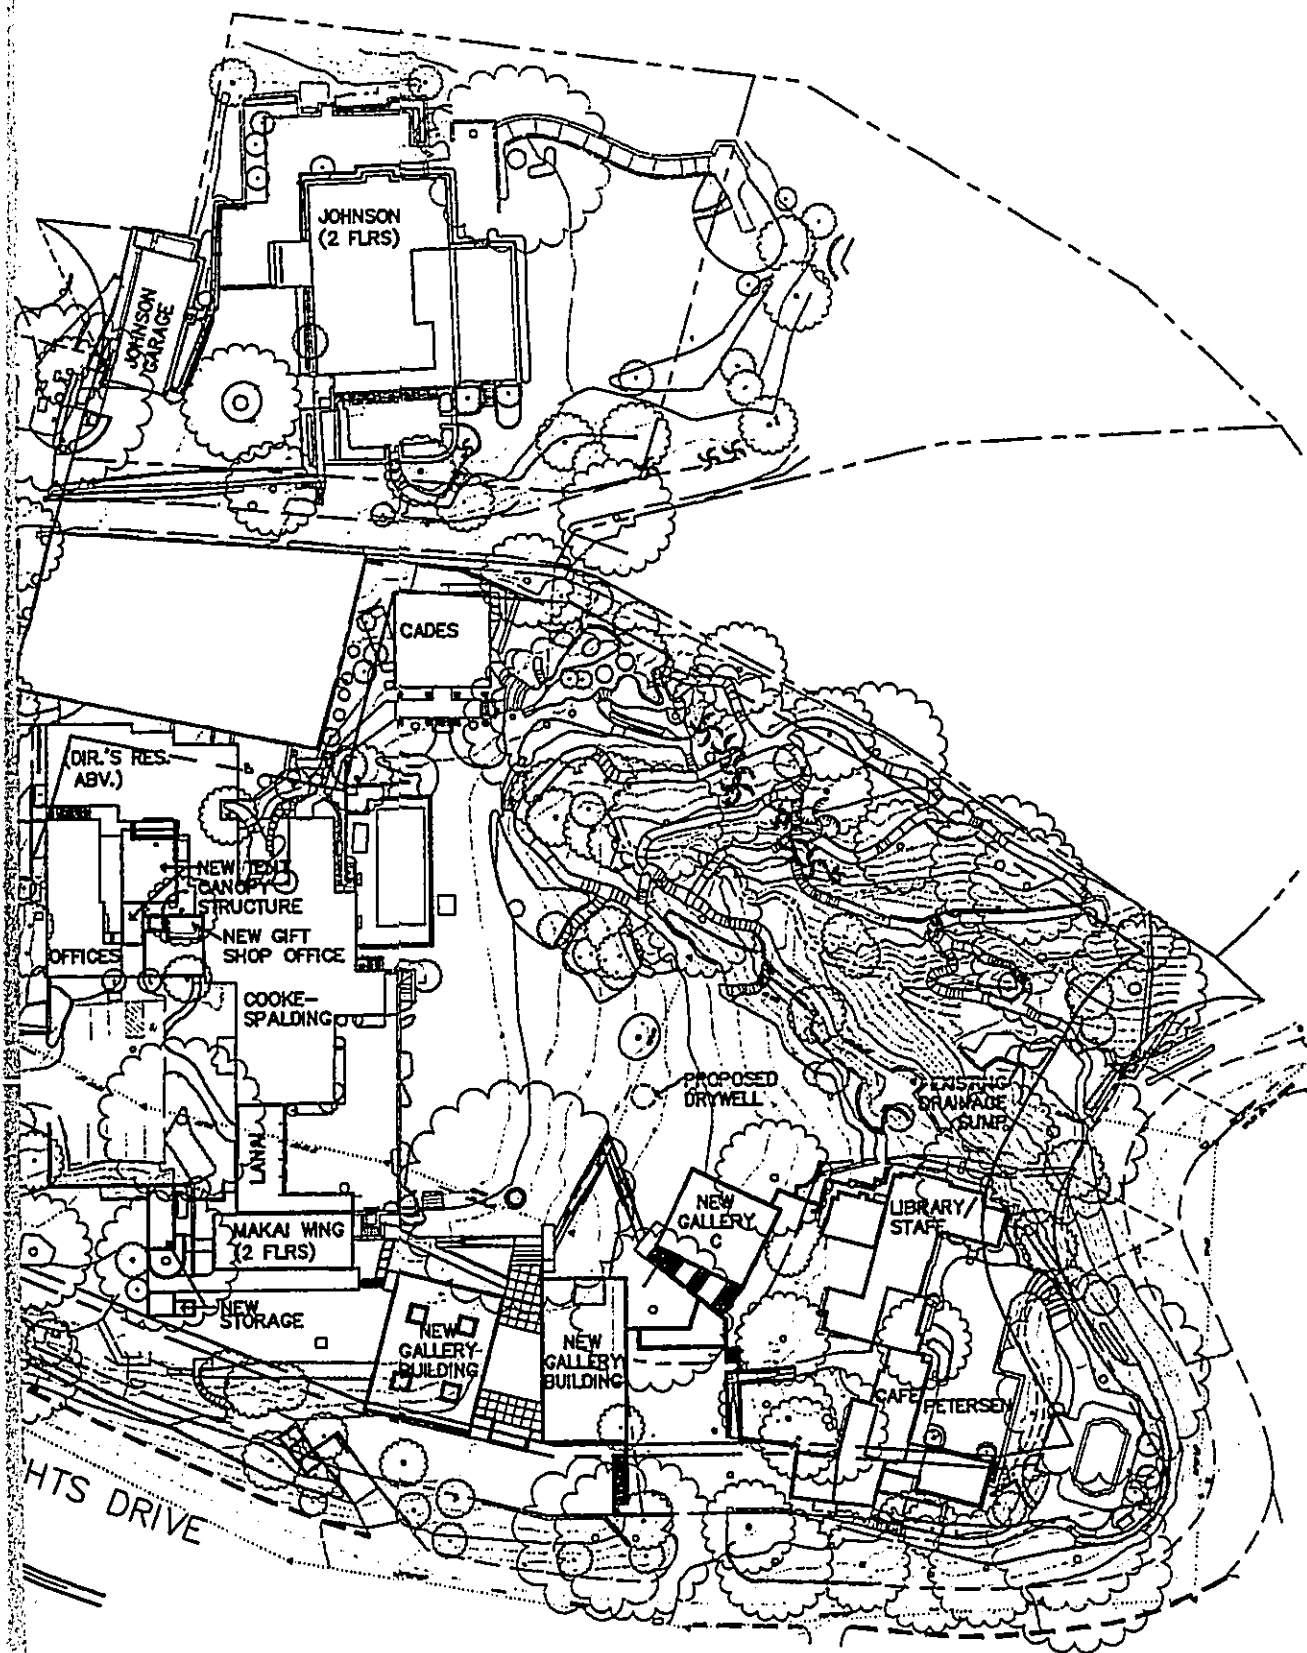 JOHNSON
(2 FLRS)
JOHNSON
GARAGE
CADES
(DIR.'S RES.
ABV.)
NEW TENT
CANOPY
STRUCTURE
NEW GIFT
SHOP OFFICE
OFFICES
COOKE-
SPALDING
PROPOSED
DRYWELL
EXISTING
DRAINAGE
SUMP
LANAI
NEW
GALLERY
C
LIBRARY/
STAFF
MAKAI WING
(2 FLRS)
NEW
STORAGE
NEW
GALLERY
BUILDING
NEW
GALLERY
BUILDING
CAFE
PETERSEN
HTS DRIVE